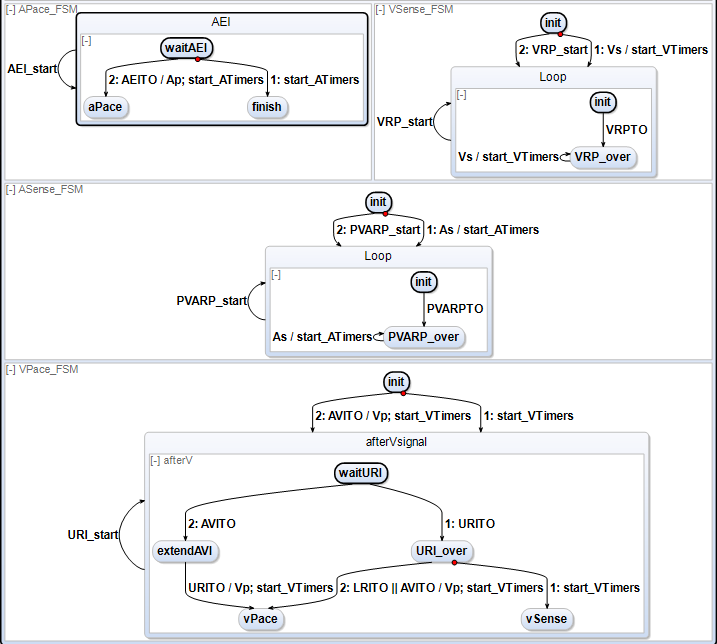 [-] APace_FSM
AEI
[-]
waitAEI
AEI_start
2: AEITO / Ap; start_ATimers
1: start_ATimers
aPace
finish
[-] VSense_FSM
init
2: VRP_start
1: Vs / start_VTimers
Loop
[-]
init
VRP_start
VRPTO
Vs / start_VTimers
VRP_over
[-] ASense_FSM
init
2: PVARP_start
1: As / start_ATimers
Loop
[-]
init
PVARP_start
PVARPTO
As / start_ATimers
PVARP_over
[-] VPace_FSM
init
2: AVITO / Vp; start_VTimers
1: start_VTimers
afterVsignal
[-] afterV
waitURI
2: AVITO
1: URITO
URI_start
extendAVI
URI_over
URITO / Vp; start_VTimers
2: LRITO || AVITO / Vp; start_VTimers
1: start_VTimers
vPace
vSense